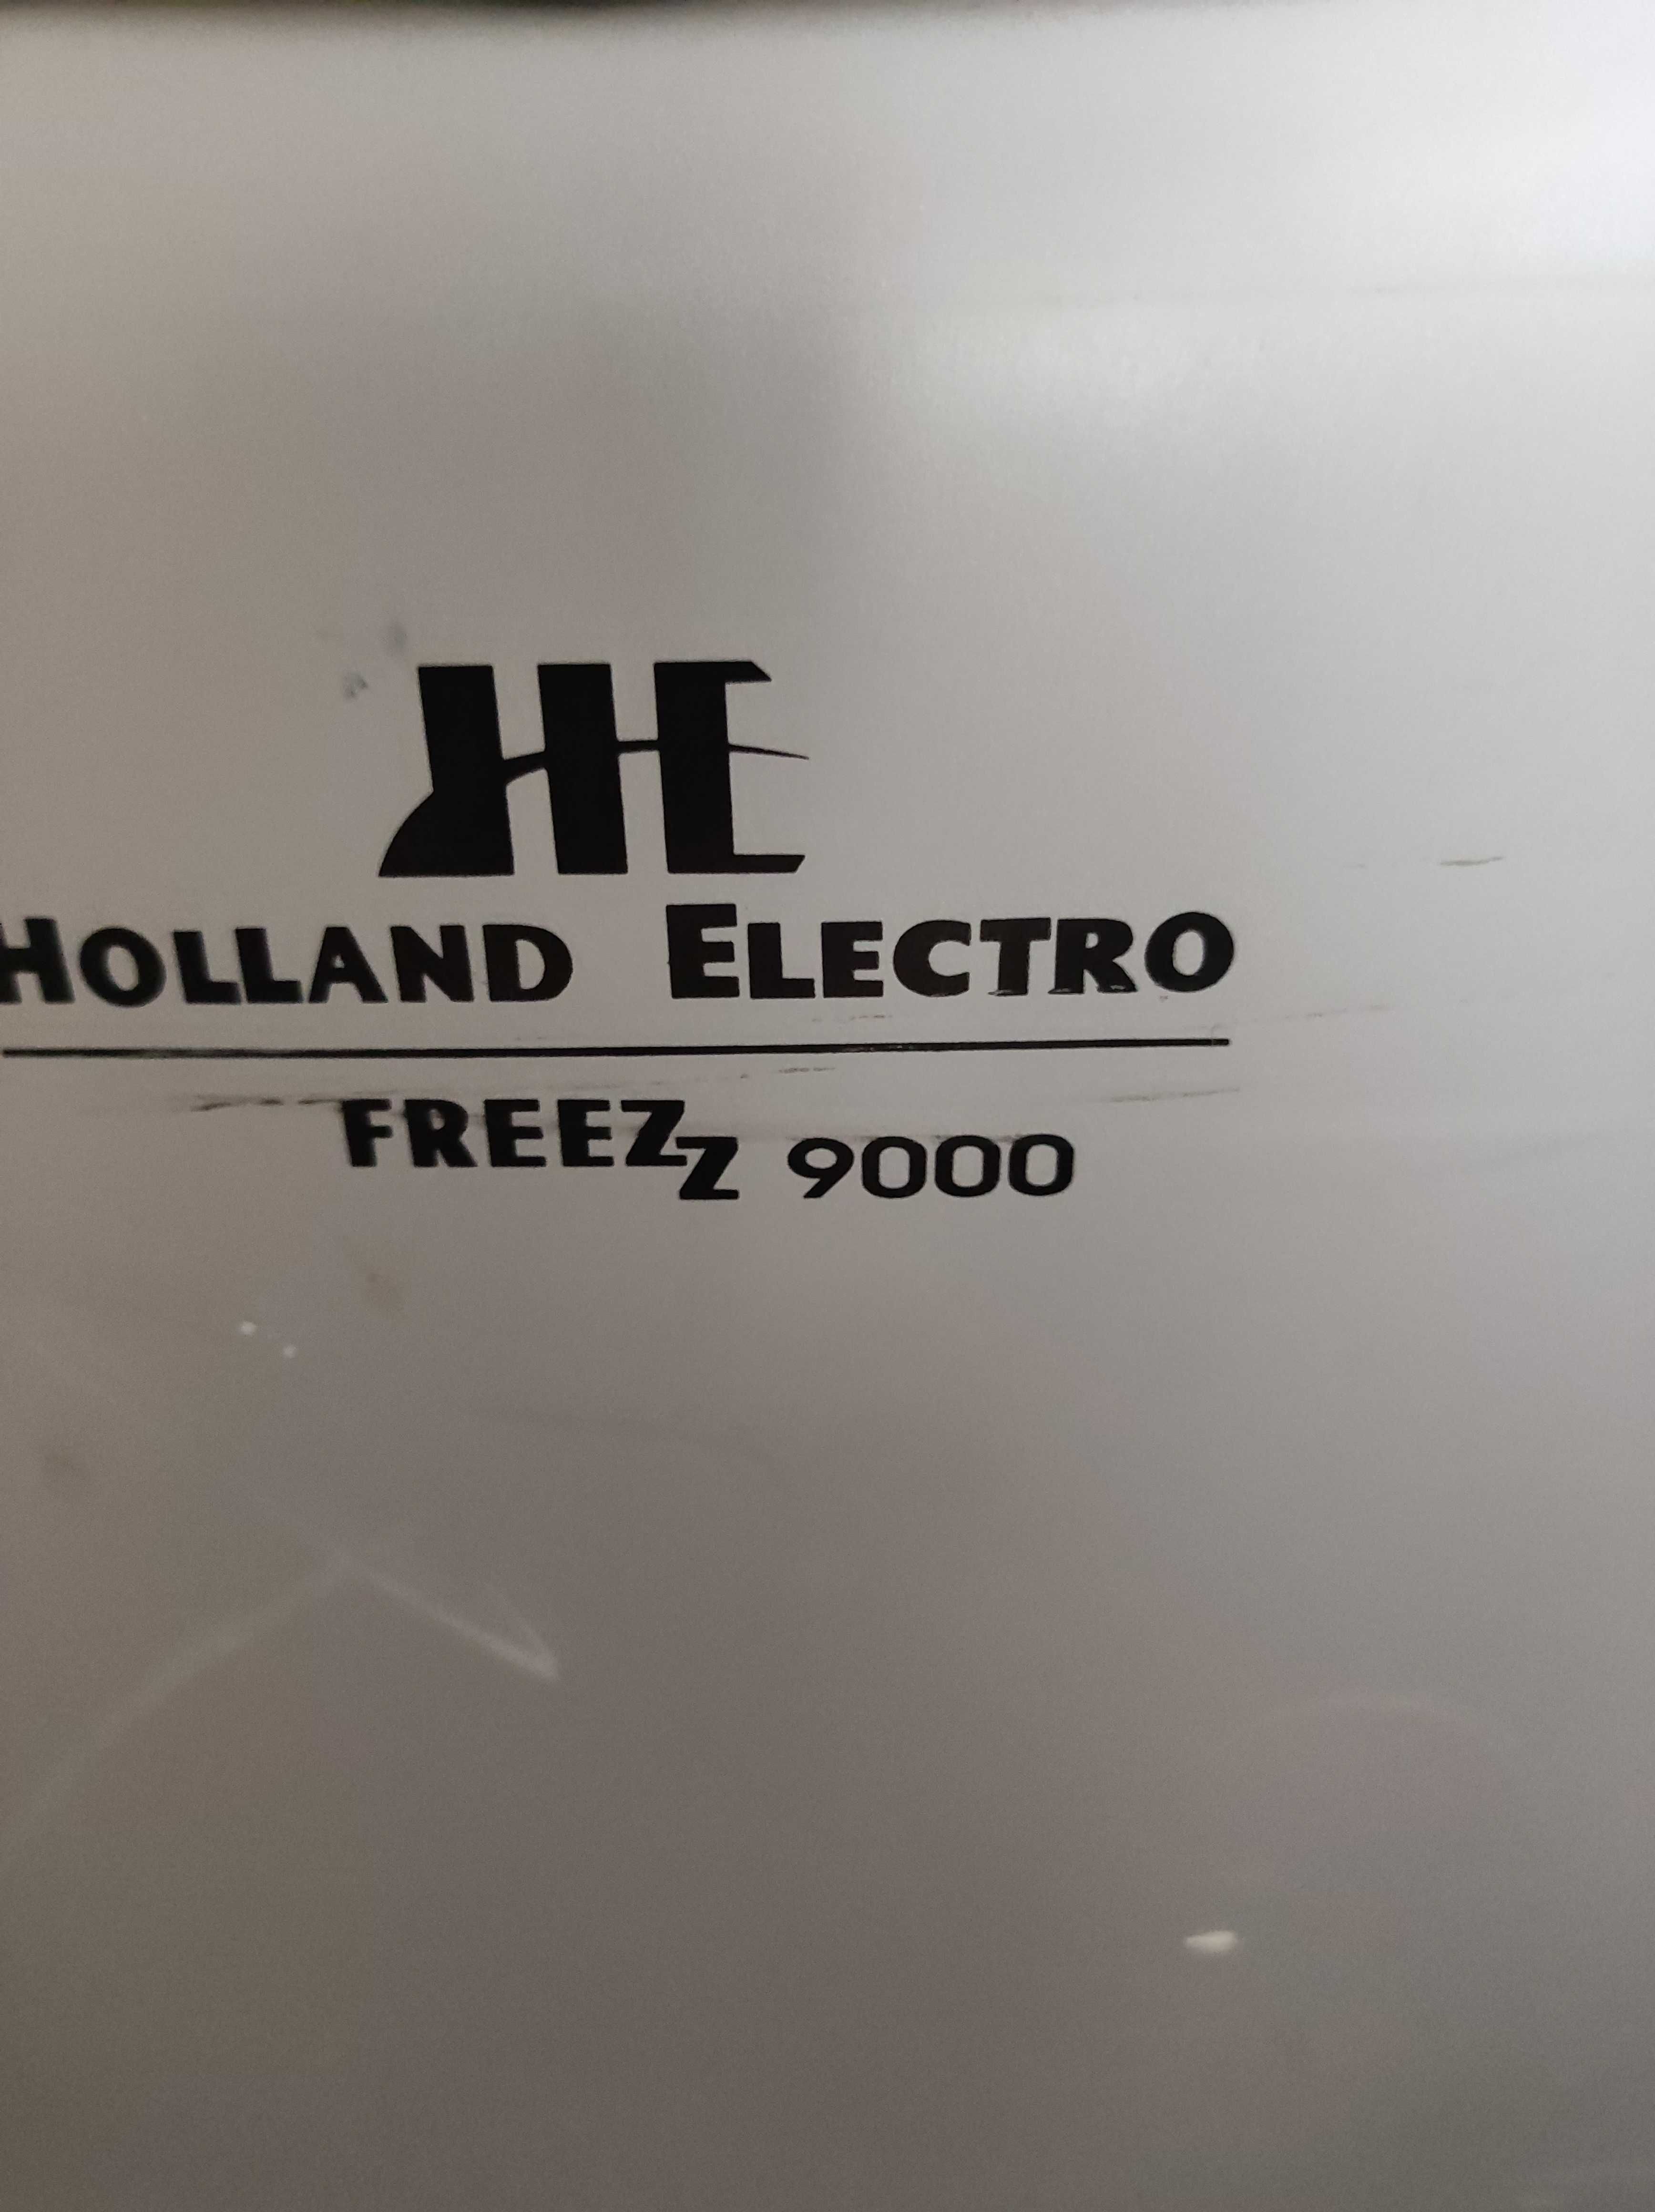 HE
HOLLAND ELECTRO
FREEZZ 9000